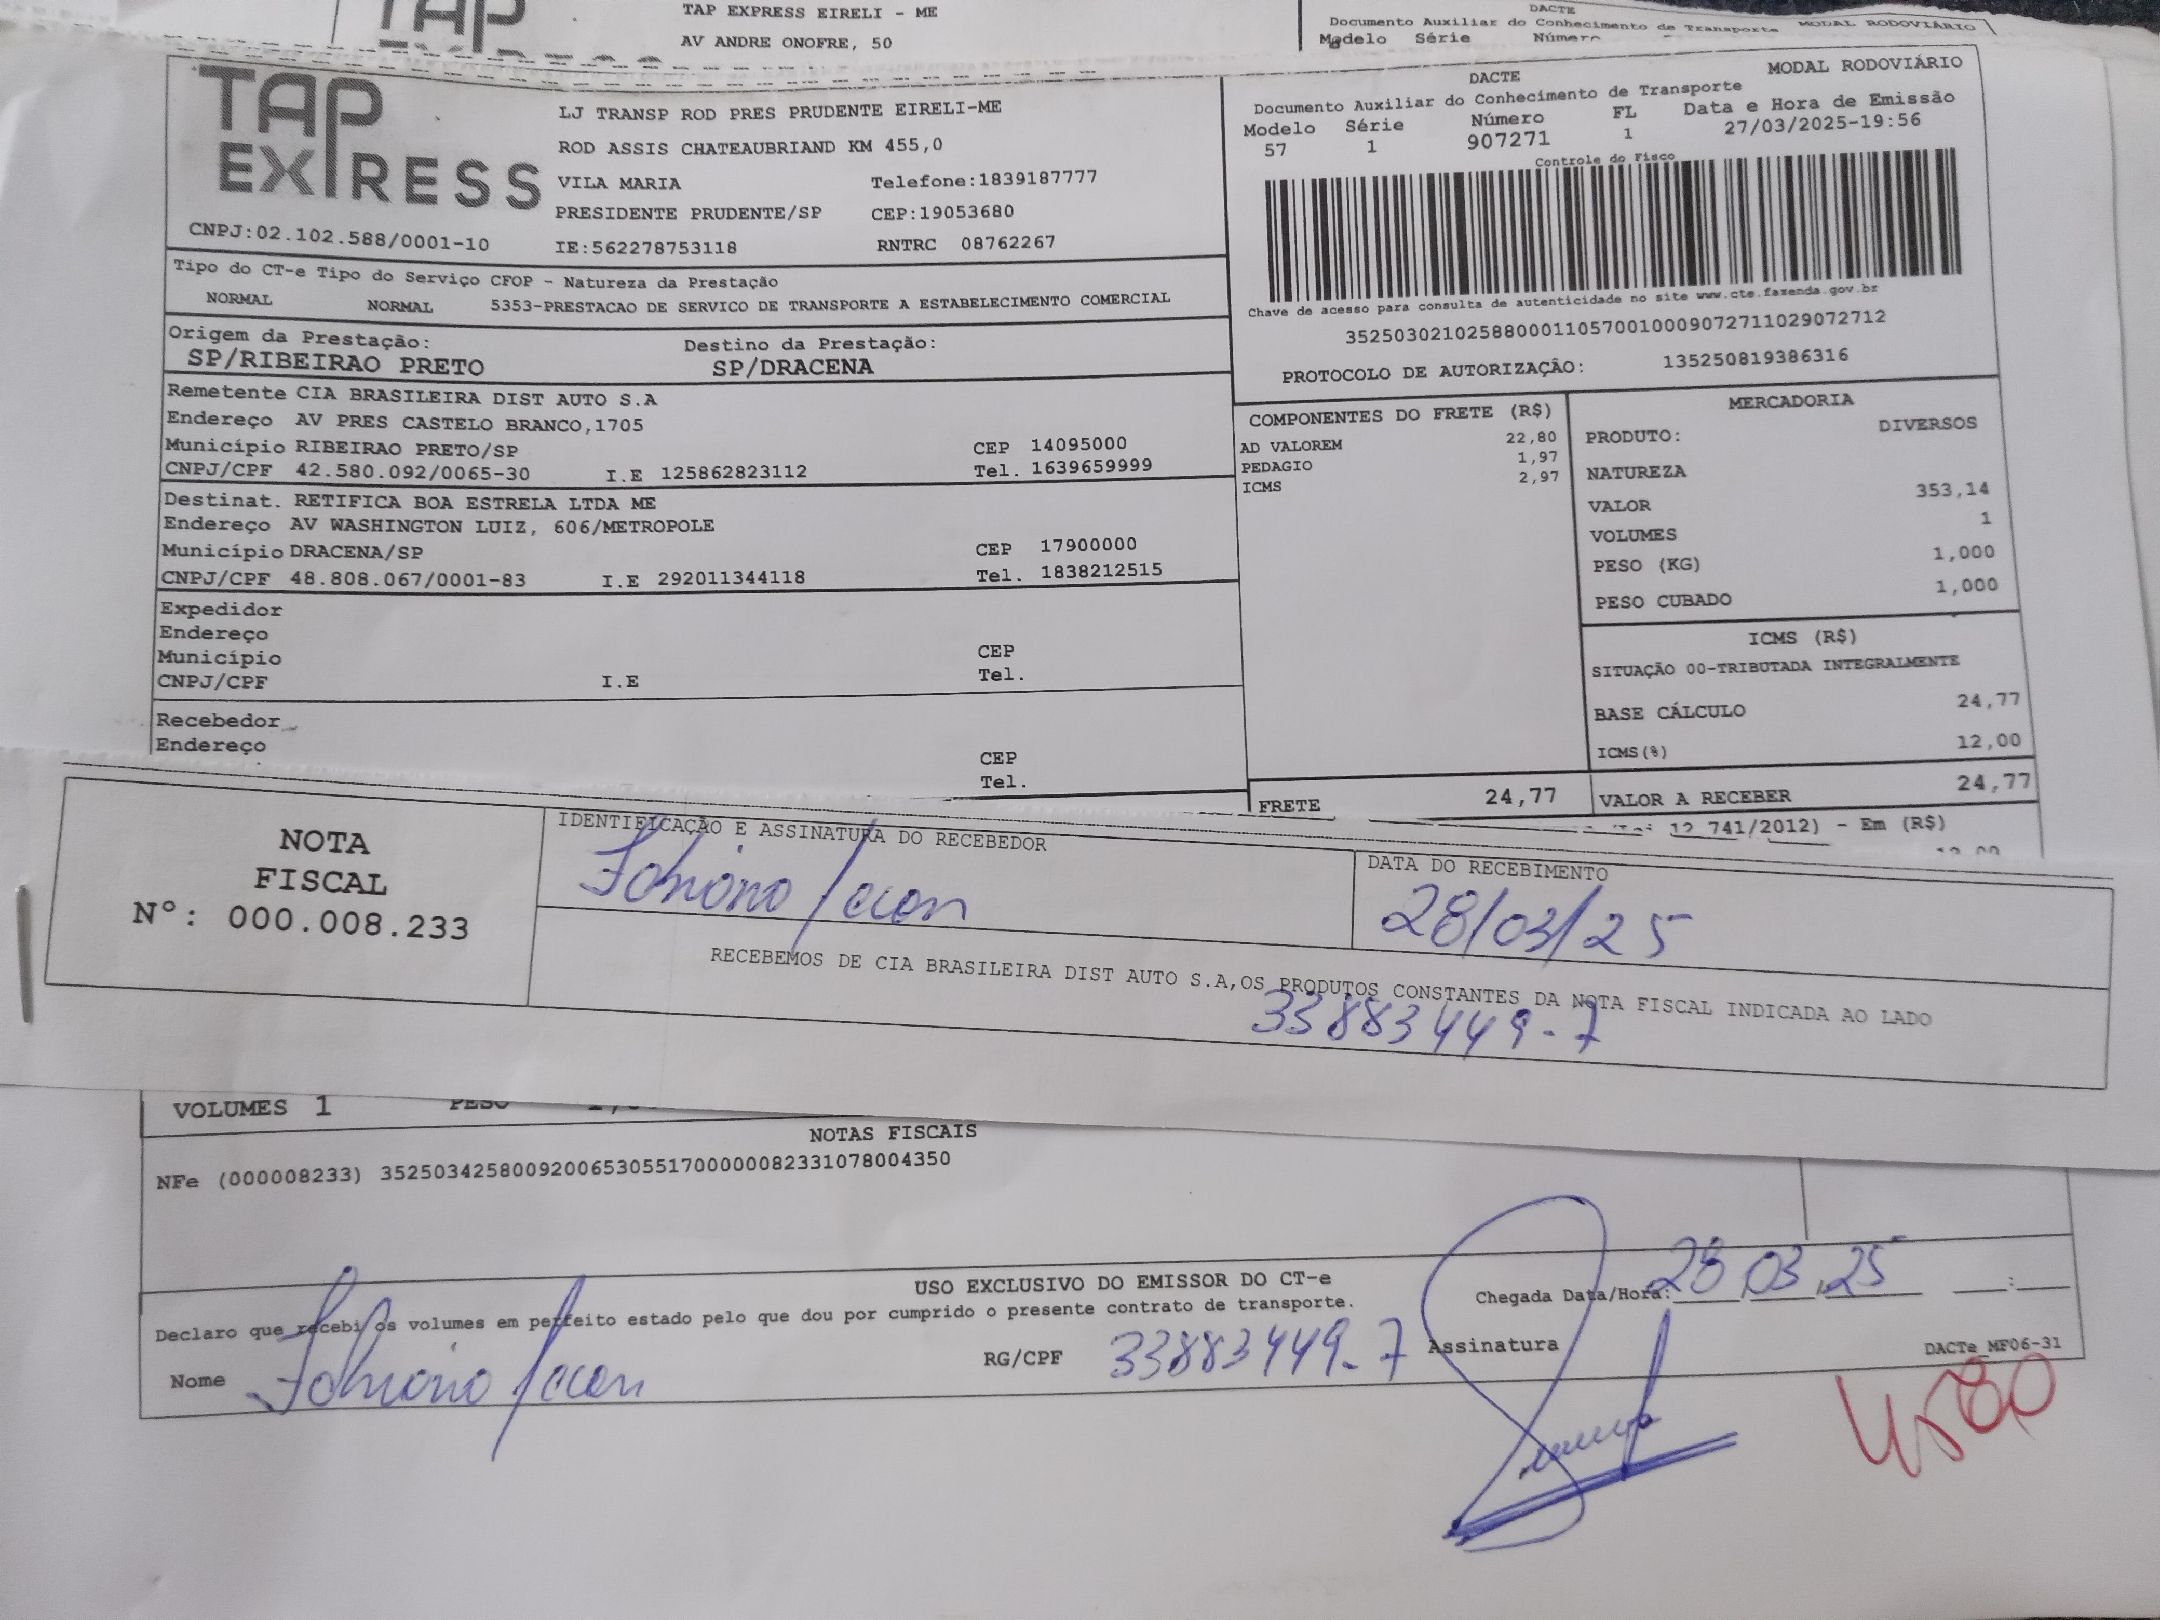 TAP
TAP EXPRESS EIRELI - ME
AV ANDRE ONOFRE, 50
DACTE
Documento Auxiliar do Conhecimento de Transporte MODAL RODOVIÁRIO
Modelo Série Número
TAP EXPRESS
CNPJ:02.102.588/0001-10
LJ TRANSP ROD PRES PRUDENTE EIRELI-ME
ROD ASSIS CHATEAUBRIAND KM 455,0
VILA MARIA Telefone:1839187777
PRESIDENTE PRUDENTE/SP CEP:19053680
IE:562278753118 RNTRC 08762267
DACTE MODAL RODOVIÁRIO
Documento Auxiliar do Conhecimento de Transporte
Modelo Série Número FL Data e Hora de Emissão
57 1 907271 1 27/03/2025-19:56
Controle do Fisco
Chave de acesso para consulta de autenticidade no site www.cte.fazenda.gov.br
35250302102588000110570010009072711029072712
PROTOCOLO DE AUTORIZAÇÂO: 135250819386316
Tipo do CT-e Tipo do Serviço CFOP - Natureza da Prestação
NORMAL NORMAL 5353-PRESTACAO DE SERVICO DE TRANSPORTE A ESTABELECIMENTO COMERCIAL
Origem da Prestação: Destino da Prestação:
SP/RIBEIRAO PRETO SP/DRACENA
Remetente CIA BRASILEIRA DIST AUTO S.A
Endereço AV PRES CASTELO BRANCO,1705
Município RIBEIRAO PRETO/SP CEP 14095000
CNPJ/CPF 42.580.092/0065-30 I.E 125862823112 Tel. 1639659999
Destinat. RETIFICA BOA ESTRELA LTDA ME
Endereço AV WASHINGTON LUIZ, 606/METROPOLE
Município DRACENA/SP CEP 17900000
CNPJ/CPF 48.808.067/0001-83 I.E 292011344118 Tel. 1838212515
Expedidor
Endereço
Município CEP
CNPJ/CPF I.E Tel.
Recebedor
Endereço CEP
Tel.
COMPONENTES DO FRETE (R$)
AD VALOREM 22,80
PEDAGIO 1,97
ICMS 2,97
MERCADORIA
PRODUTO: DIVERSOS
NATUREZA
VALOR 353,14
VOLUMES 1
PESO (KG) 1,000
PESO CUBADO 1,000
ICMS (R$)
SITUAÇÃO 00-TRIBUTADA INTEGRALMENTE
BASE CÁLCULO 24,77
ICMS(%) 12,00
FRETE 24,77 VALOR A RECEBER 24,77
12.741/2012) - Em (R$)
NOTA
FISCAL
Nº: 000.008.233
IDENTIFICAÇÃO E ASSINATURA DO RECEBEDOR
DATA DO RECEBIMENTO
28/03/25
RECEBEMOS DE CIA BRASILEIRA DIST AUTO S.A,OS PRODUTOS CONSTANTES DA NOTA FISCAL INDICADA AO LADO
33883449-7
VOLUMES 1 PESO
NOTAS FISCAIS
NFe (000008233) 35250342580092006530551700000082331078004350
USO EXCLUSIVO DO EMISSOR DO CT-e
Declaro que recebi os volumes em perfeito estado pelo que dou por cumprido o presente contrato de transporte.
Chegada Data/Hora: 28 03 25 :
Nome RG/CPF 33883449-7 Assinatura
DACTe_MF06-31